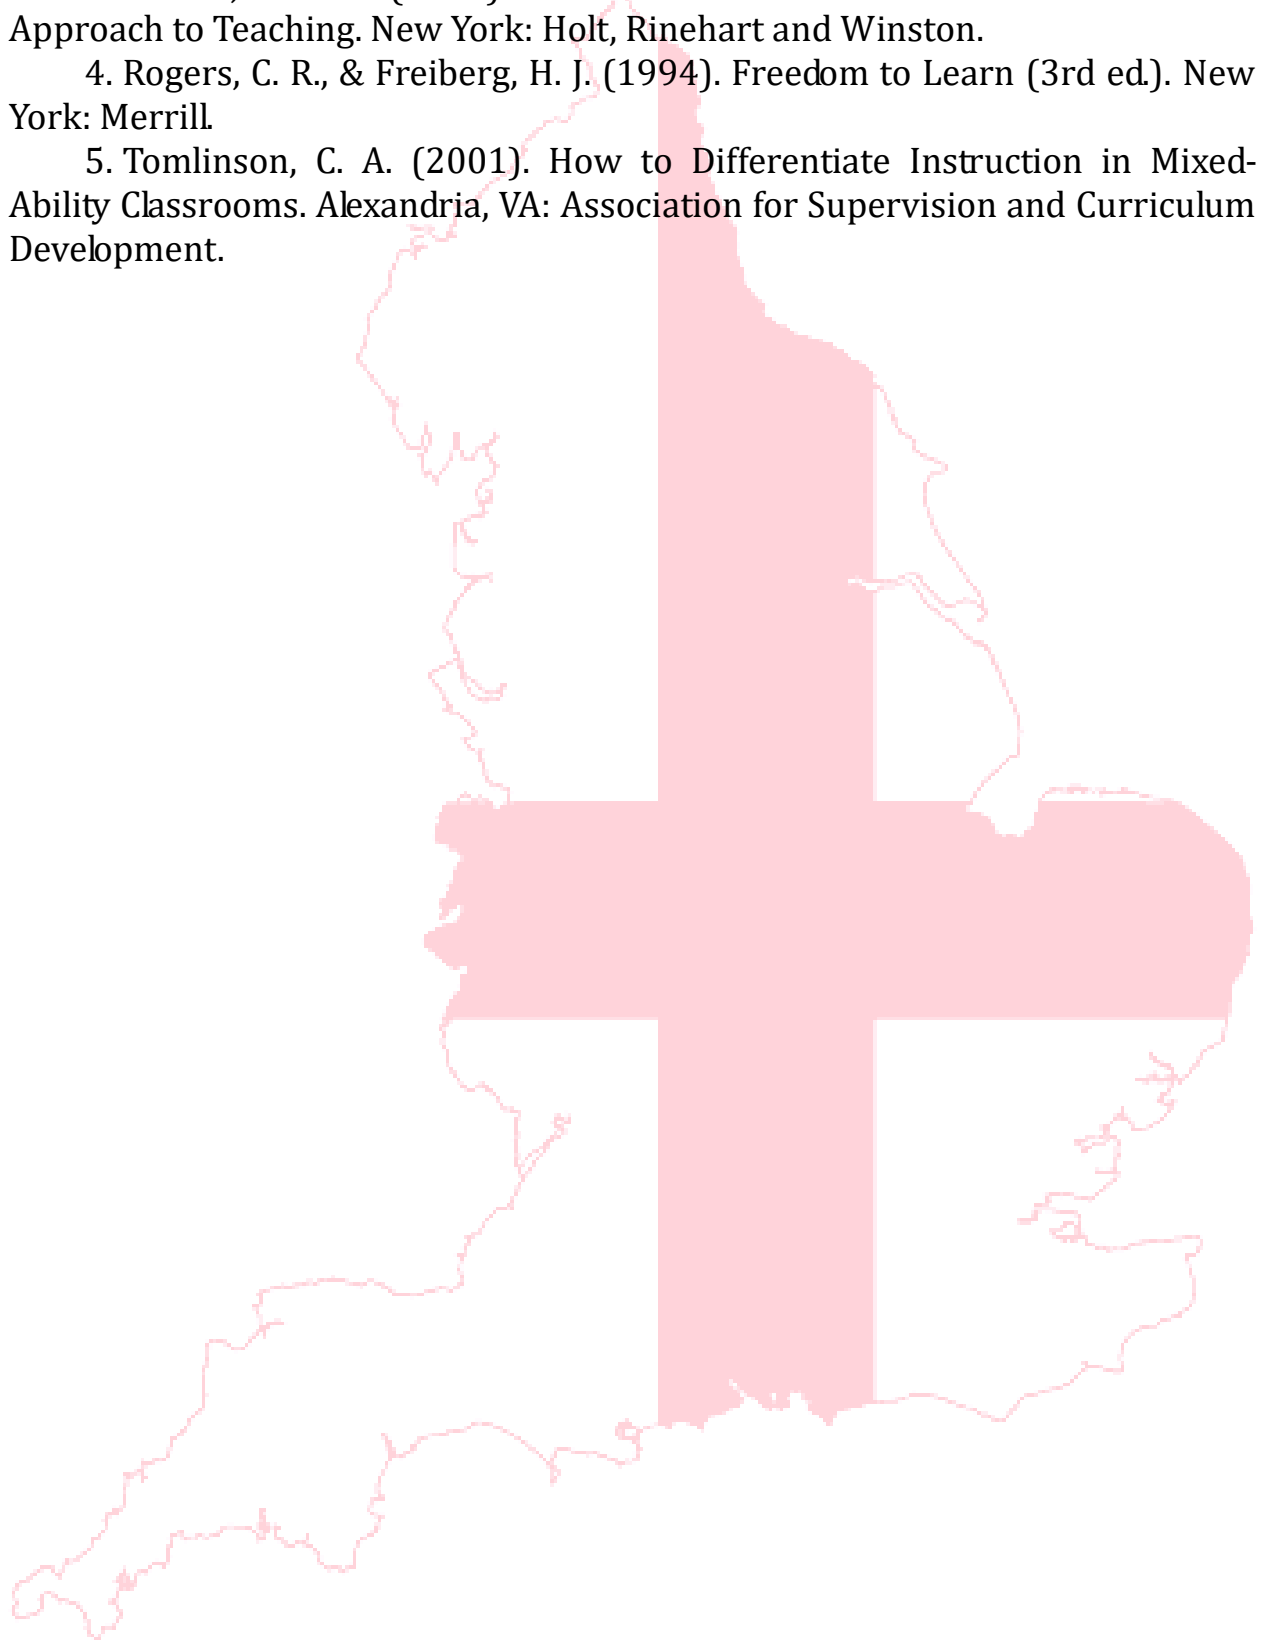 Approach to Teaching. New York: Holt, Rinehart and Winston.
4. Rogers, C. R., & Freiberg, H. J. (1994). Freedom to Learn (3rd ed.). New
York: Merrill.
5. Tomlinson, C. A. (2001). How to Differentiate Instruction in Mixed-
Ability Classrooms. Alexandria, VA: Association for Supervision and Curriculum
Development.